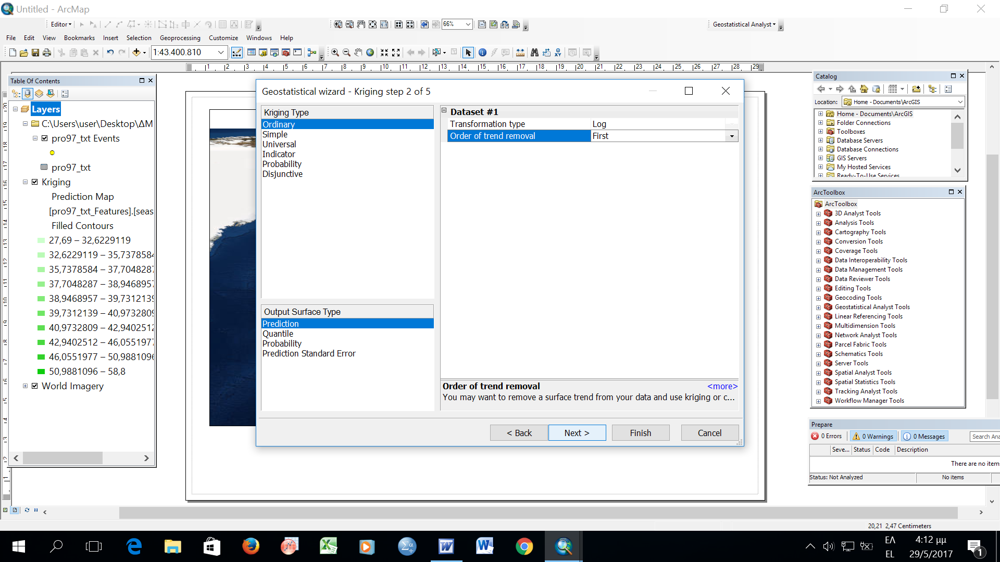 Untitled - ArcMap
Editor
66%
Geostatistical Analyst
File Edit View Bookmarks Insert Selection Geoprocessing Customize Windows Help
1:43.400.810
1 2 3 4 5 6 7 8 9 10 11 12 13 14 15 16 17 18 19 20 21 22 23 24 25 26 27 28 29
Table Of Contents
Layers
C:\Users\user\Desktop\ΔΜ
pro97_txt Events
pro97_txt
Kriging
Prediction Map
[pro97_txt_Features].[seas
Filled Contours
27,69 – 32,6229119
32,6229119 – 35,7378584
35,7378584 – 37,7048287
37,7048287 – 38,9468957
38,9468957 – 39,7312139
39,7312139 – 40,9732809
40,9732809 – 42,9402512
42,9402512 – 46,0551977
46,0551977 – 50,9881096
50,9881096 – 58,8
World Imagery
Geostatistical wizard - Kriging step 2 of 5
Kriging Type
Ordinary
Simple
Universal
Indicator
Probability
Disjunctive
Output Surface Type
Prediction
Quantile
Probability
Prediction Standard Error
Dataset #1
Transformation type Log
Order of trend removal First
Order of trend removal <more>
You may want to remove a surface trend from your data and use kriging or c...
< Back Next > Finish Cancel
Catalog
Location: Home - Documents\ArcGIS
Home - Documents\ArcGIS
Folder Connections
Toolboxes
Database Servers
Database Connections
GIS Servers
My Hosted Services
Ready-To-Use Services
ArcToolbox
ArcToolbox
3D Analyst Tools
Analysis Tools
Cartography Tools
Conversion Tools
Coverage Tools
Data Interoperability Tools
Data Management Tools
Data Reviewer Tools
Editing Tools
Geocoding Tools
Geostatistical Analyst Tools
Linear Referencing Tools
Multidimension Tools
Network Analyst Tools
Parcel Fabric Tools
Schematics Tools
Server Tools
Spatial Analyst Tools
Spatial Statistics Tools
Tracking Analyst Tools
Workflow Manager Tools
Prepare
0 Errors 0 Warnings 0 Messages Search Ana
Seve... Status Code Description
There are no items
Status: Not Analyzed No items
20,21 2,47 Centimeters
ΕΛ 4:12 μμ
EL 29/5/2017
1